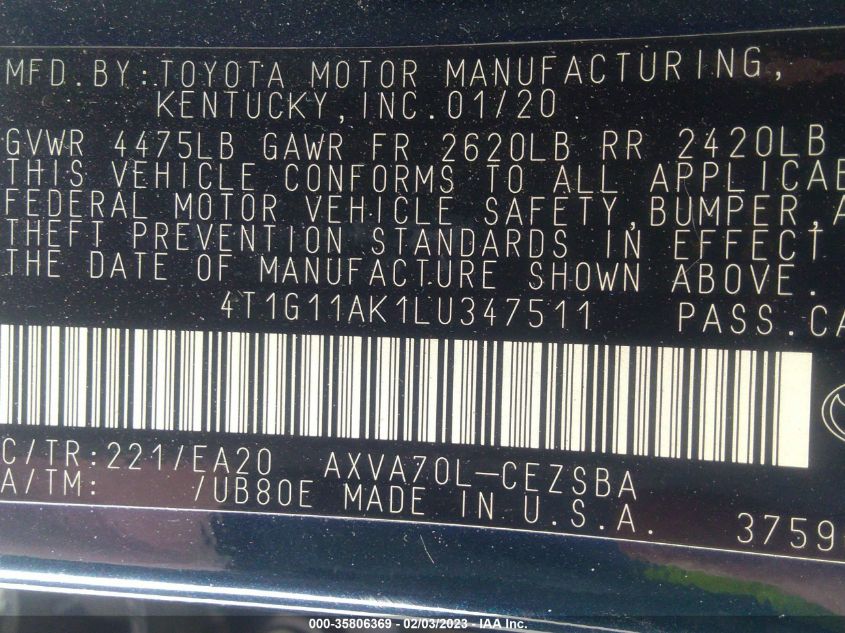 MFD.BY:TOYOTA MOTOR MANUFACTURING,
KENTUCKY,INC.01/20
GVWR 4475LB GAWR FR 2620LB RR 2420LB
THIS VEHICLE CONFORMS TO ALL APPLICAB
FEDERAL MOTOR VEHICLE SAFETY,BUMPER,A
THEFT PREVENTION STANDARDS IN EFFECT
THE DATE OF MANUFACTURE SHOWN ABOVE.
4T1G11AK1LU347511 PASS.CA
C/TR:221/EA20 AXVA70L-CEZSBA
A/TM: /UB80E MADE IN U.S.A. 3759
000-35806369 - 02/03/2023 - IAA Inc.